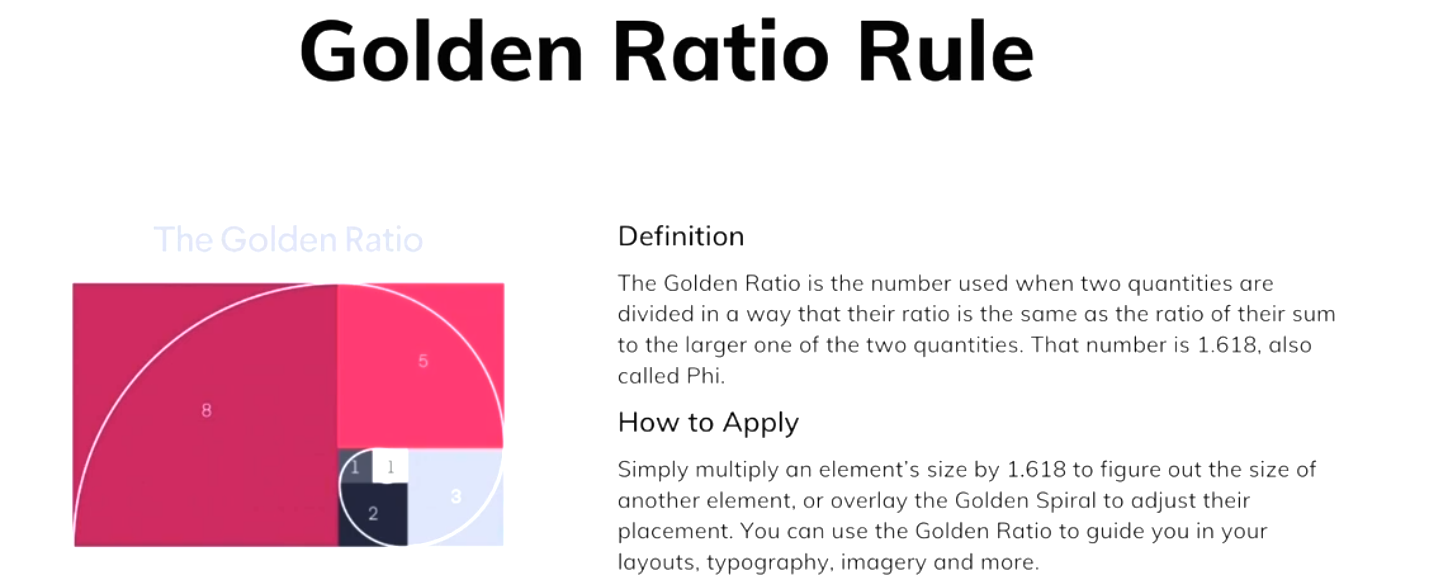 Golden Ratio Rule
The Golden Ratio
8
5
1
1
2
3
Definition
The Golden Ratio is the number used when two quantities are
divided in a way that their ratio is the same as the ratio of their sum
to the larger one of the two quantities. That number is 1.618, also
called Phi.
How to Apply
Simply multiply an element's size by 1.618 to figure out the size of
another element, or overlay the Golden Spiral to adjust their
placement. You can use the Golden Ratio to guide you in your
layouts, typography, imagery and more.